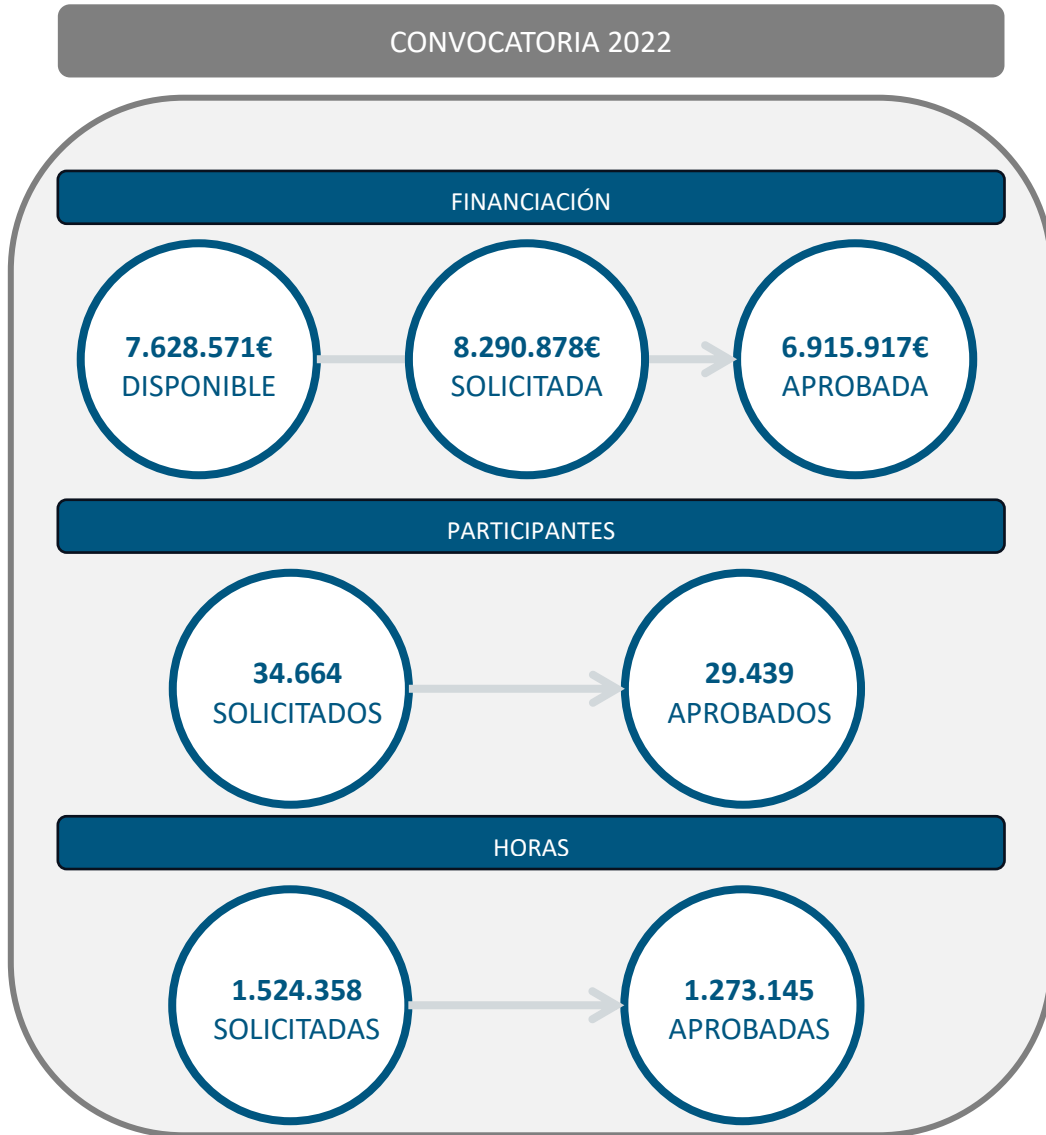 CONVOCATORIA 2022
FINANCIACIÓN
7.628.571€
DISPONIBLE
8.290.878€
SOLICITADA
6.915.917€
APROBADA
PARTICIPANTES
34.664
SOLICITADOS
29.439
APROBADOS
HORAS
1.524.358
SOLICITADAS
1.273.145
APROBADAS